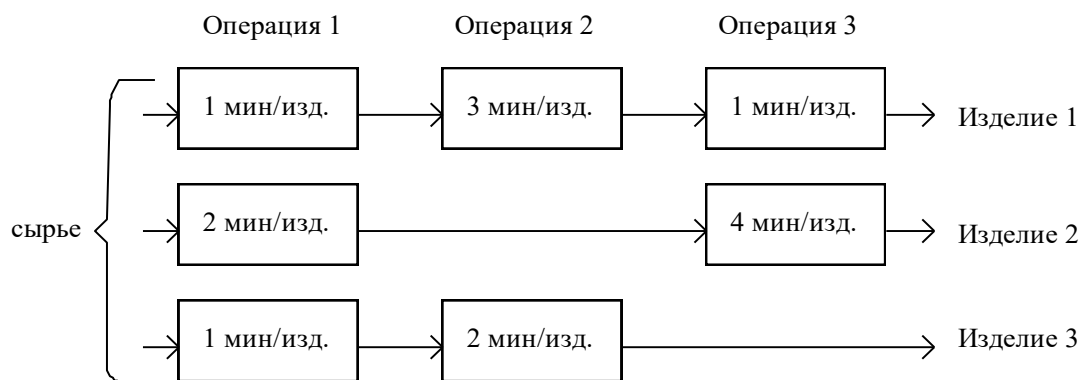 Операция 1 Операция 2 Операция 3
1 мин/изд. 3 мин/изд. 1 мин/изд. Изделие 1
сырье 2 мин/изд. 4 мин/изд. Изделие 2
1 мин/изд. 2 мин/изд. Изделие 3